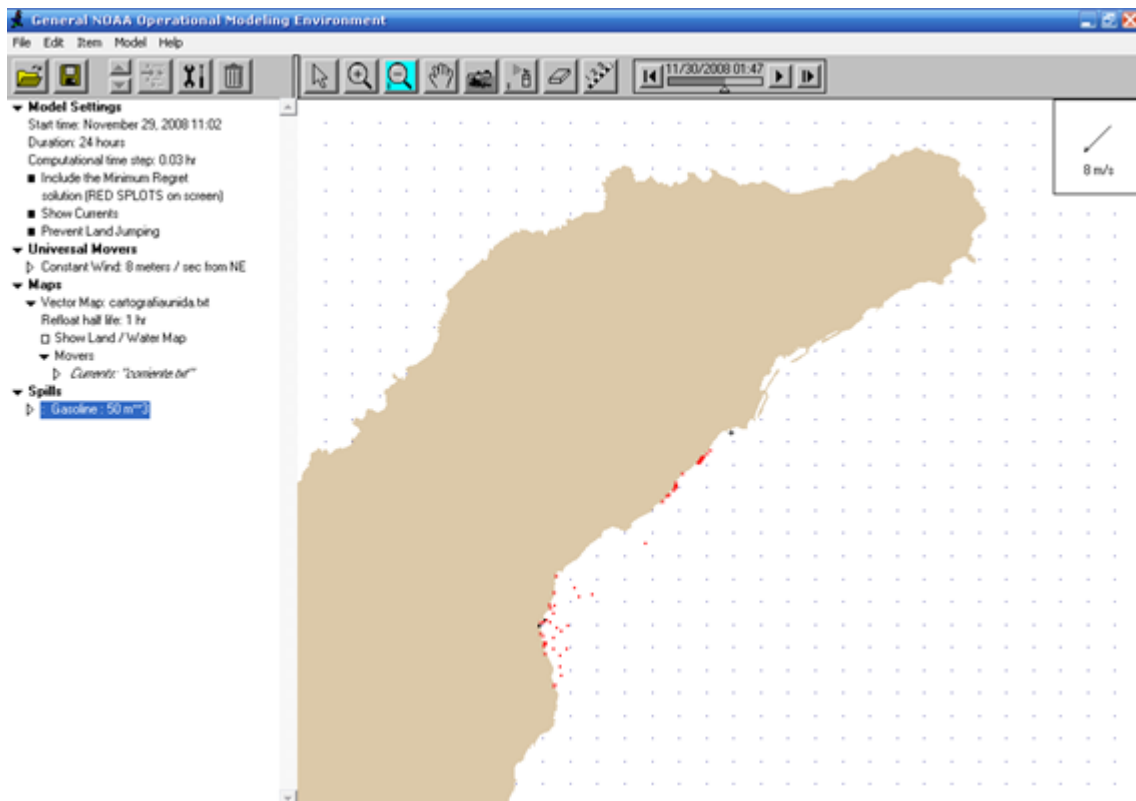 General NOAA Operational Modeling Environment
File Edit Item Model Help
11/30/2008 01:47
Model Settings
Start time: November 29, 2008 11:02
Duration: 24 hours
Computational time step: 0.03 hr
Include the Minimum Regret
solution (RED SPLOTS on screen)
Show Currents
Prevent Land Jumping
Universal Movers
Constant Wind: 8 meters / sec from NE
Maps
Vector Map: cartografiaunida.txt
Refloat half life: 1 hr
Show Land / Water Map
Movers
Currents: "corriente.txt"
Spills
: Gasoline : 50 m**3
8 m/s